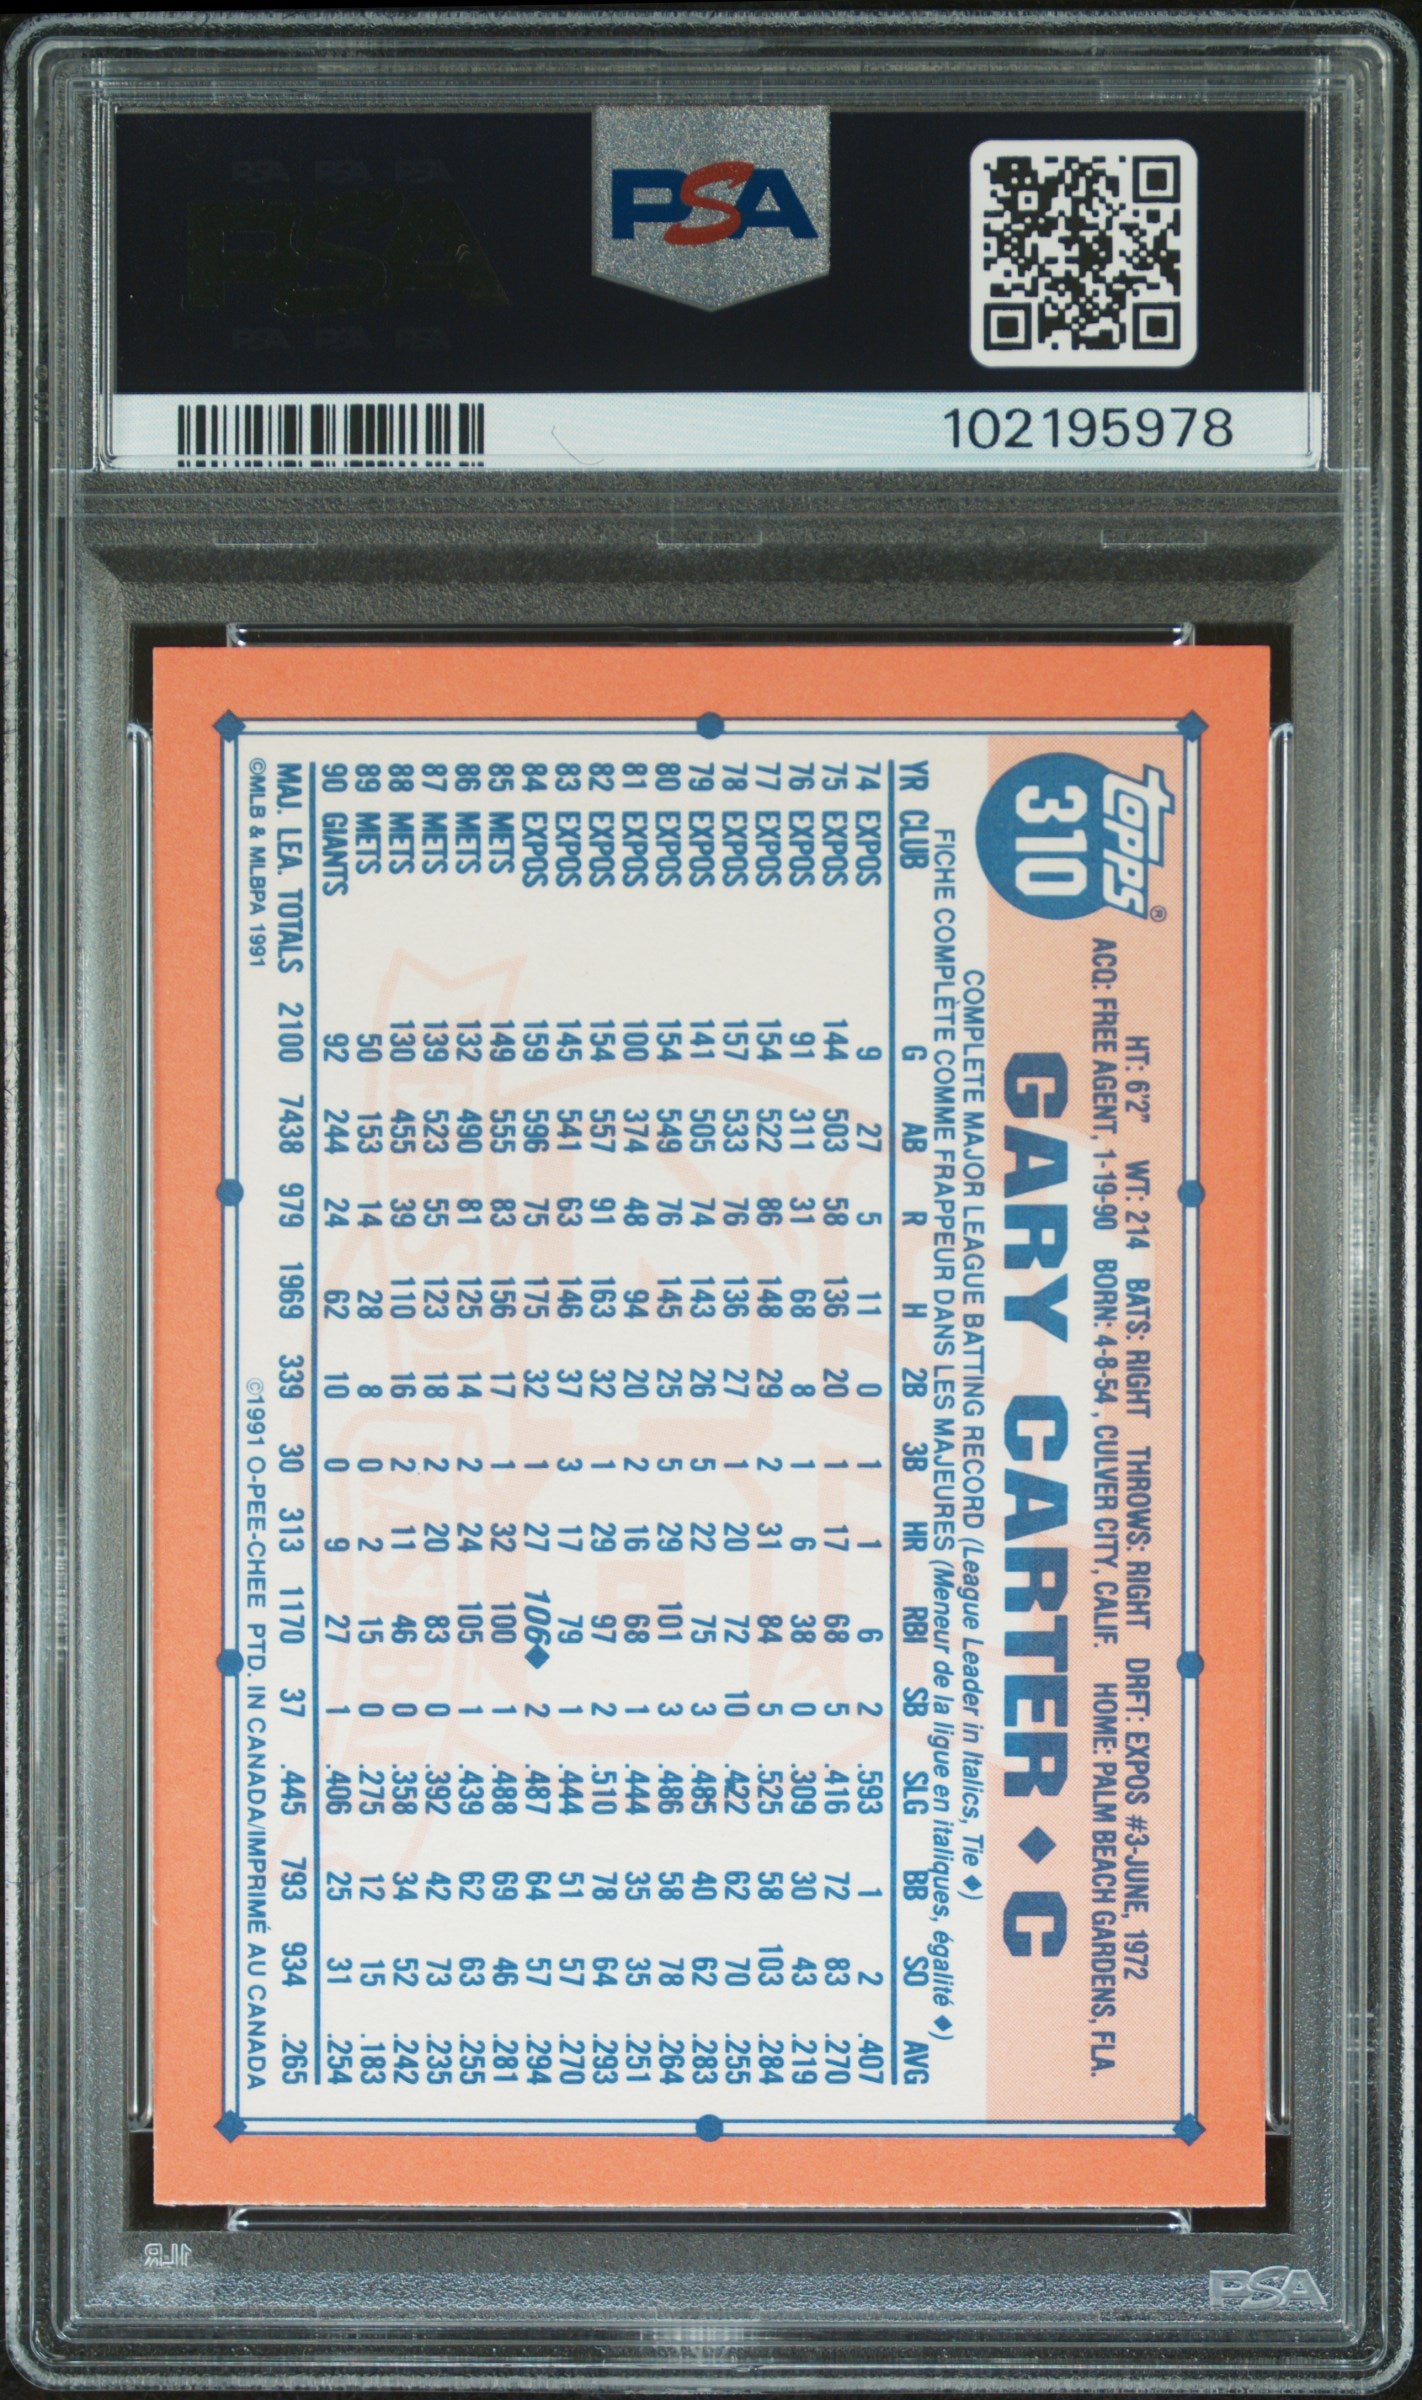 PSA PSA PSA
PSA
PSA PSA PSA
PSA
102195978
Topps®
310
HT: 6'2" WT: 214 BATS: RIGHT THROWS: RIGHT DRFT: EXPOS #3-JUNE, 1972
ACQ: FREE AGENT, 1-19-90 BORN: 4-8-54, CULVER CITY, CALIF. HOME: PALM BEACH GARDENS, FLA.
GARY CARTER ◆ C
COMPLETE MAJOR LEAGUE BATTING RECORD (League Leader in Italics, Tie ◆)
FICHE COMPLÈTE COMME FRAPPEUR DANS LES MAJEURES (Meneur de la ligue en italiques, égalité ◆)
YR CLUB G AB R H 2B 3B HR RBI SB SLG BB SO AVG
74 EXPOS 9 27 5 11 0 1 1 6 2 .593 1 2 .407
75 EXPOS 144 503 58 136 20 1 17 68 5 .416 72 83 .270
76 EXPOS 91 311 31 68 8 1 6 38 0 .309 30 43 .219
77 EXPOS 154 522 86 148 29 2 31 84 5 .525 58 103 .284
78 EXPOS 157 533 76 136 27 1 20 72 10 .422 62 70 .255
79 EXPOS 141 505 74 143 26 5 22 75 3 .485 40 62 .283
80 EXPOS 154 549 76 145 25 5 29 101 3 .486 58 78 .264
81 EXPOS 100 374 48 94 20 2 16 68 1 .444 35 35 .251
82 EXPOS 154 557 91 163 32 1 29 97 2 .510 78 64 .293
83 EXPOS 145 541 63 146 37 3 17 79 1 .444 51 57 .270
84 EXPOS 159 596 75 175 32 1 27 106◆ 2 .487 64 57 .294
85 METS 149 555 83 156 17 1 32 100 1 .488 69 46 .281
86 METS 132 490 81 125 14 2 24 105 1 .439 62 63 .255
87 METS 139 523 55 123 18 2 20 83 0 .392 42 73 .235
88 METS 130 455 39 110 16 2 11 46 0 .358 34 52 .242
89 METS 50 153 14 28 8 0 2 15 0 .275 12 15 .183
90 GIANTS 92 244 24 62 10 0 9 27 1 .406 25 31 .254
MAJ. LEA. TOTALS 2100 7438 979 1969 339 30 313 1170 37 .445 793 934 .265
©MLB & MLBPA 1991 ©1991 O-PEE-CHEE PTD. IN CANADA/IMPRIMÉ AU CANADA
PSA